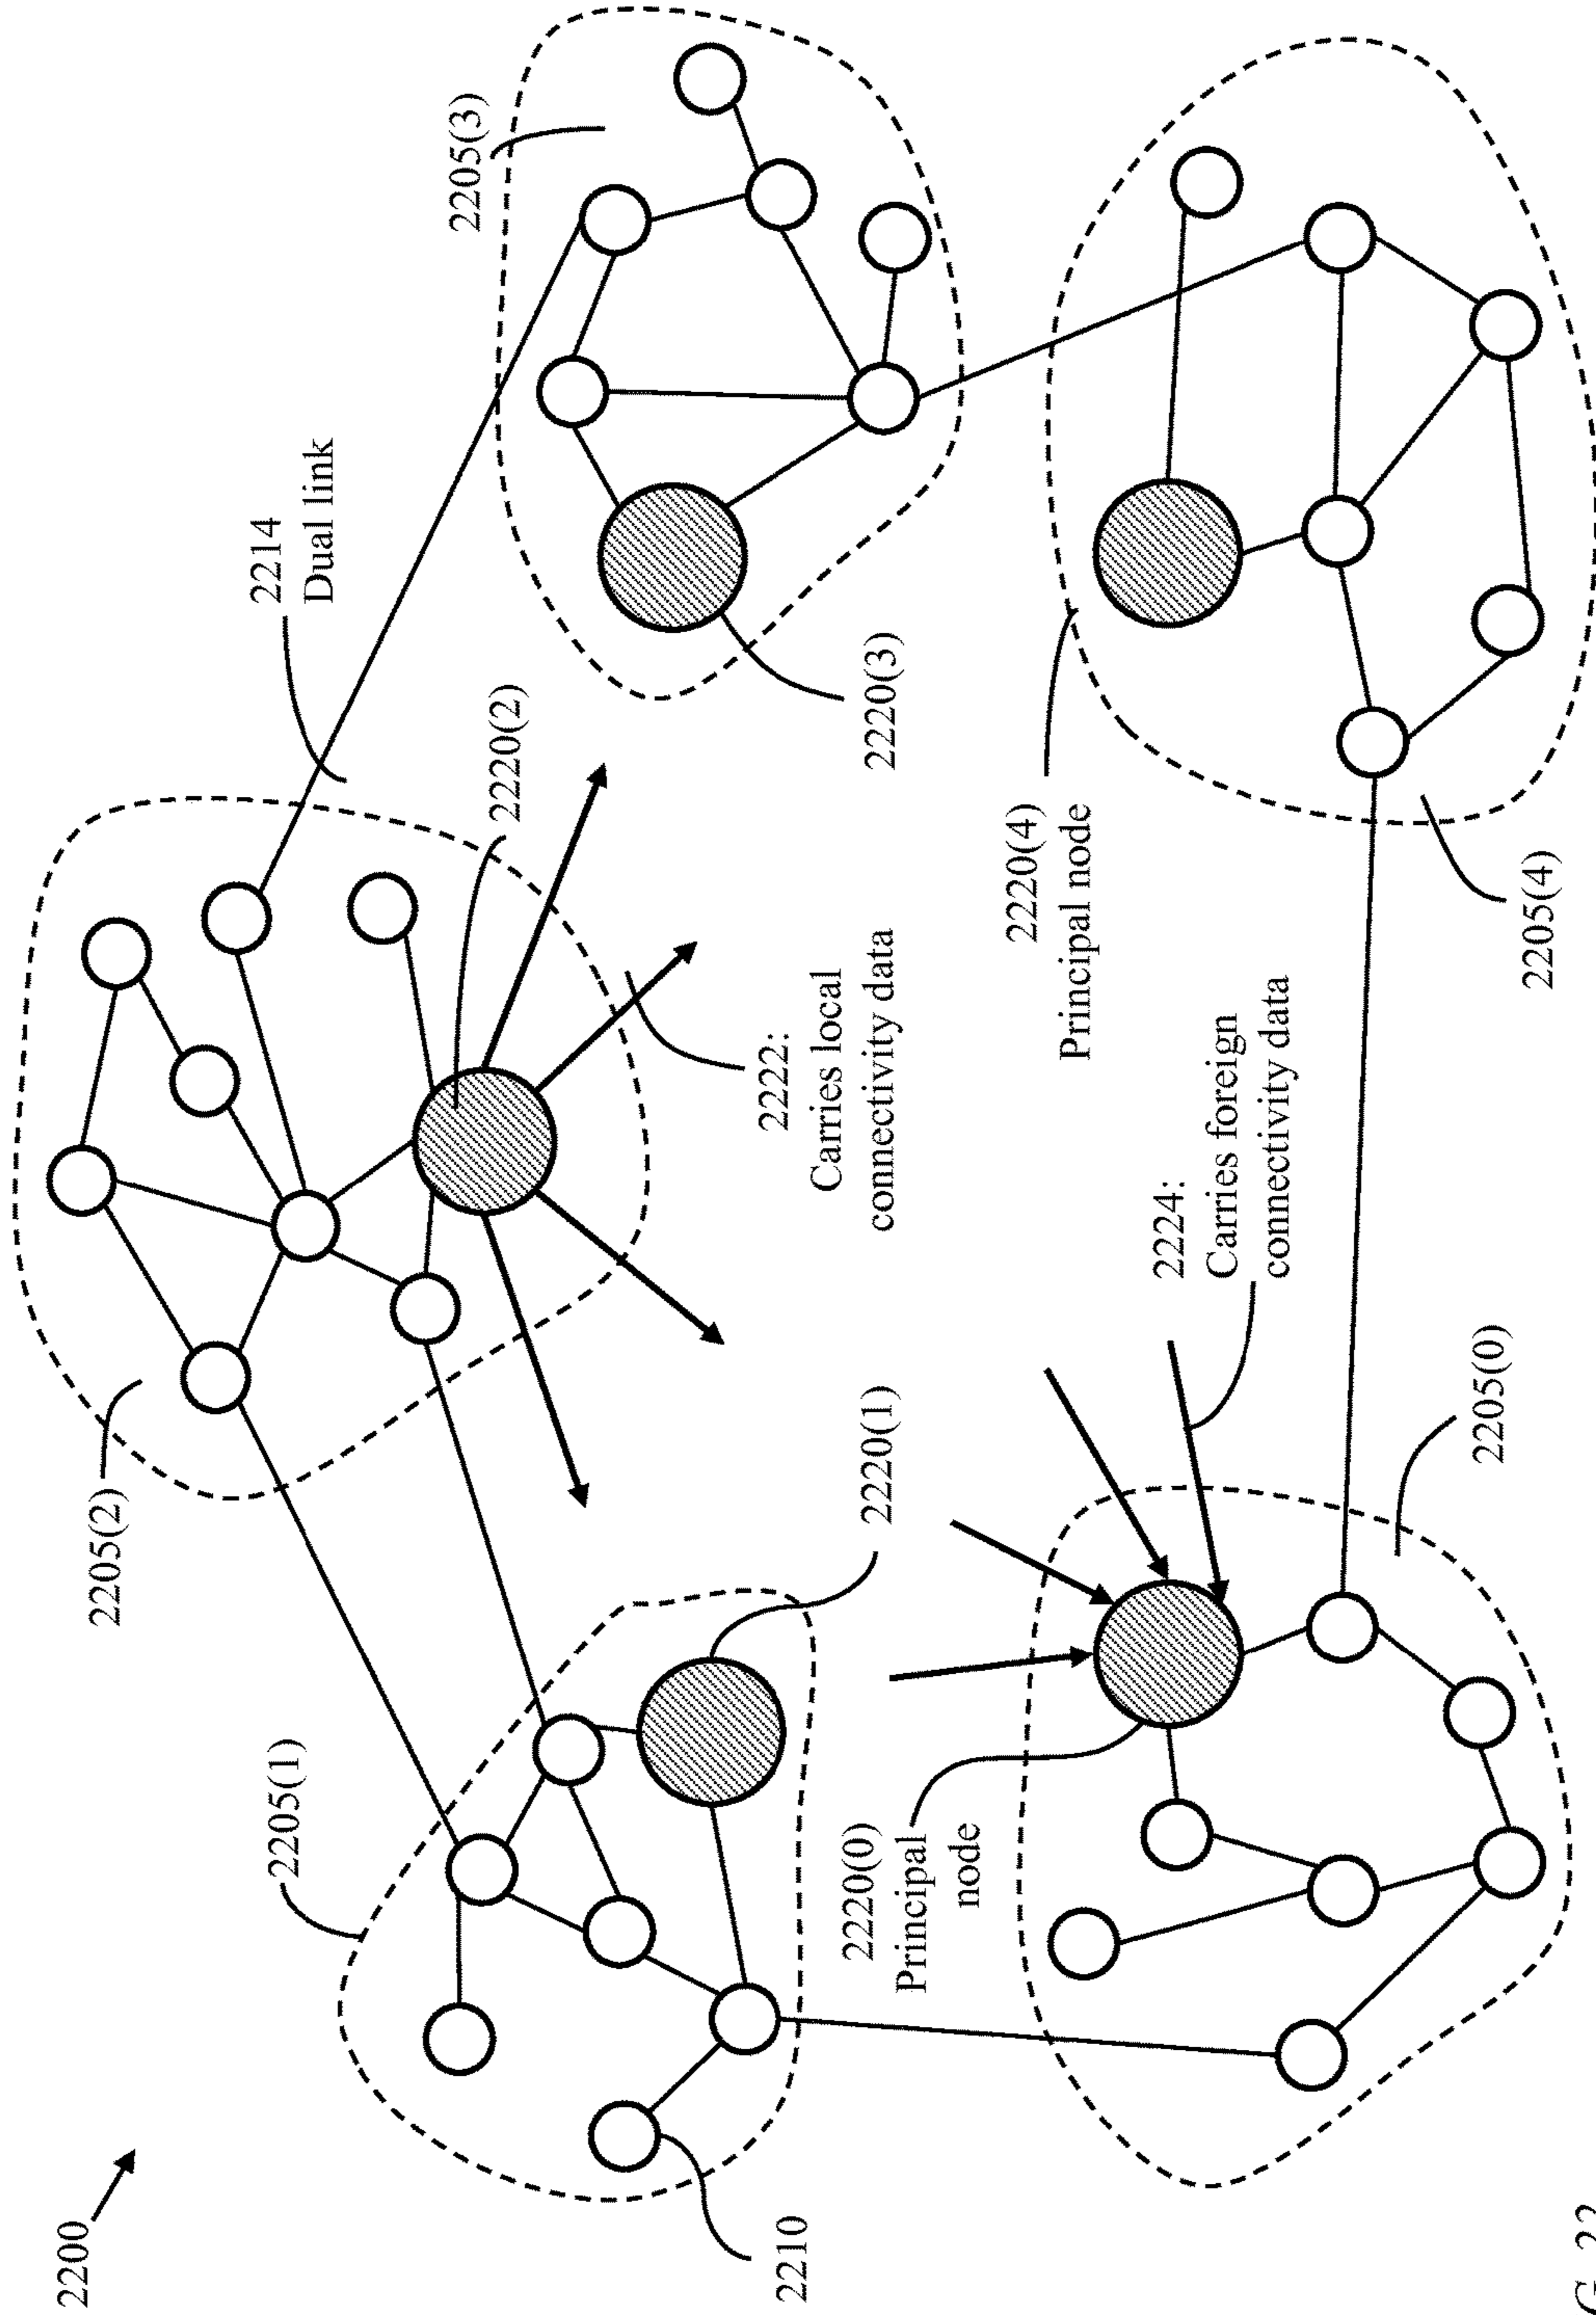 2200
2205(1)
2205(2)
2214
Dual link
2205(3)
2220(2)
2210
2220(0)
Principal
node
2220(1)
2222:
Carries local
connectivity data
2220(3)
2224:
Carries foreign
connectivity data
2220(4)
Principal node
2205(0)
2205(4)
G. 22